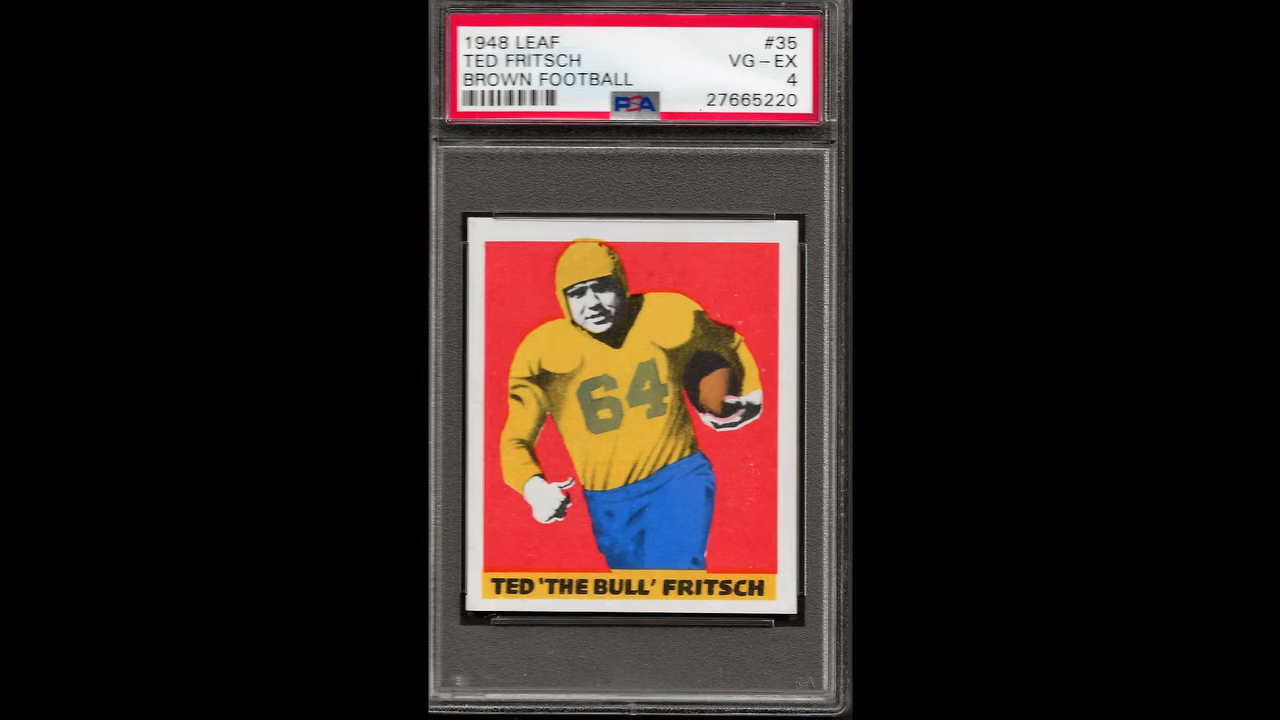 1948 LEAF #35
TED FRITSCH VG - EX
BROWN FOOTBALL 4
PSA 27665220
64
TED 'THE BULL' FRITSCH